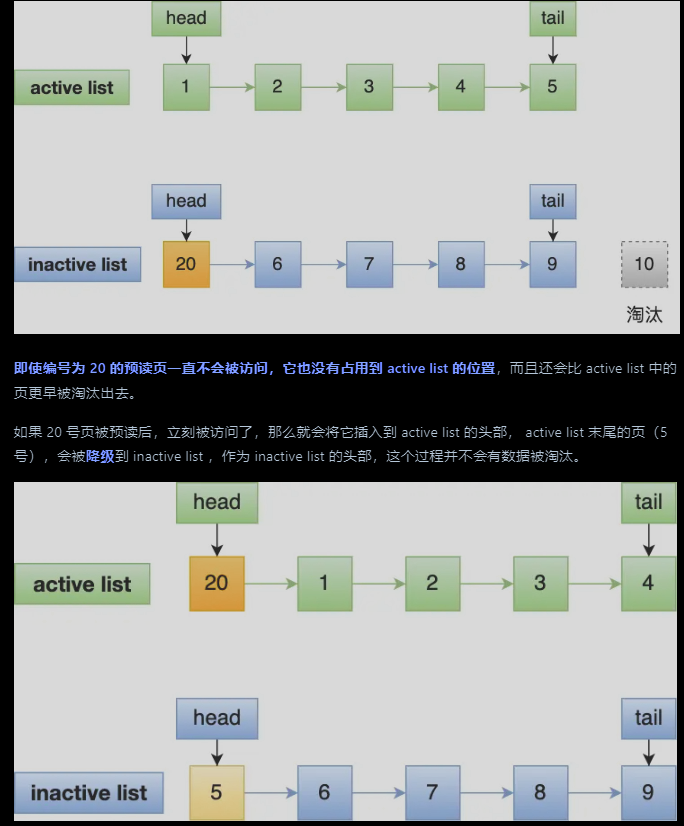 head tail
active list 1 2 3 4 5
head tail
inactive list 20 6 7 8 9 10
淘汰
即使编号为 20 的预读页一直不会被访问，它也没有占用到 active list 的位置，而且还会比 active list 中的
页更早被淘汰出去。
如果 20 号页被预读后，立刻被访问了，那么就会将它插入到 active list 的头部， active list 末尾的页（5
号），会被降级到 inactive list ，作为 inactive list 的头部，这个过程并不会有数据被淘汰。
head tail
active list 20 1 2 3 4
head tail
inactive list 5 6 7 8 9